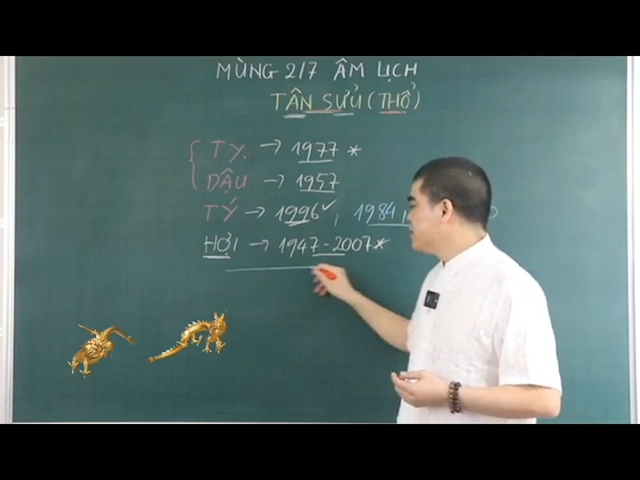 MÙNG 2/7 ÂM LỊCH
TÂN SỬU (THỔ)
TỴ. → 1977 *
DẬU → 1957
TÝ → 1996 ✓, 1984,
HỢI → 1947 - 2007 *